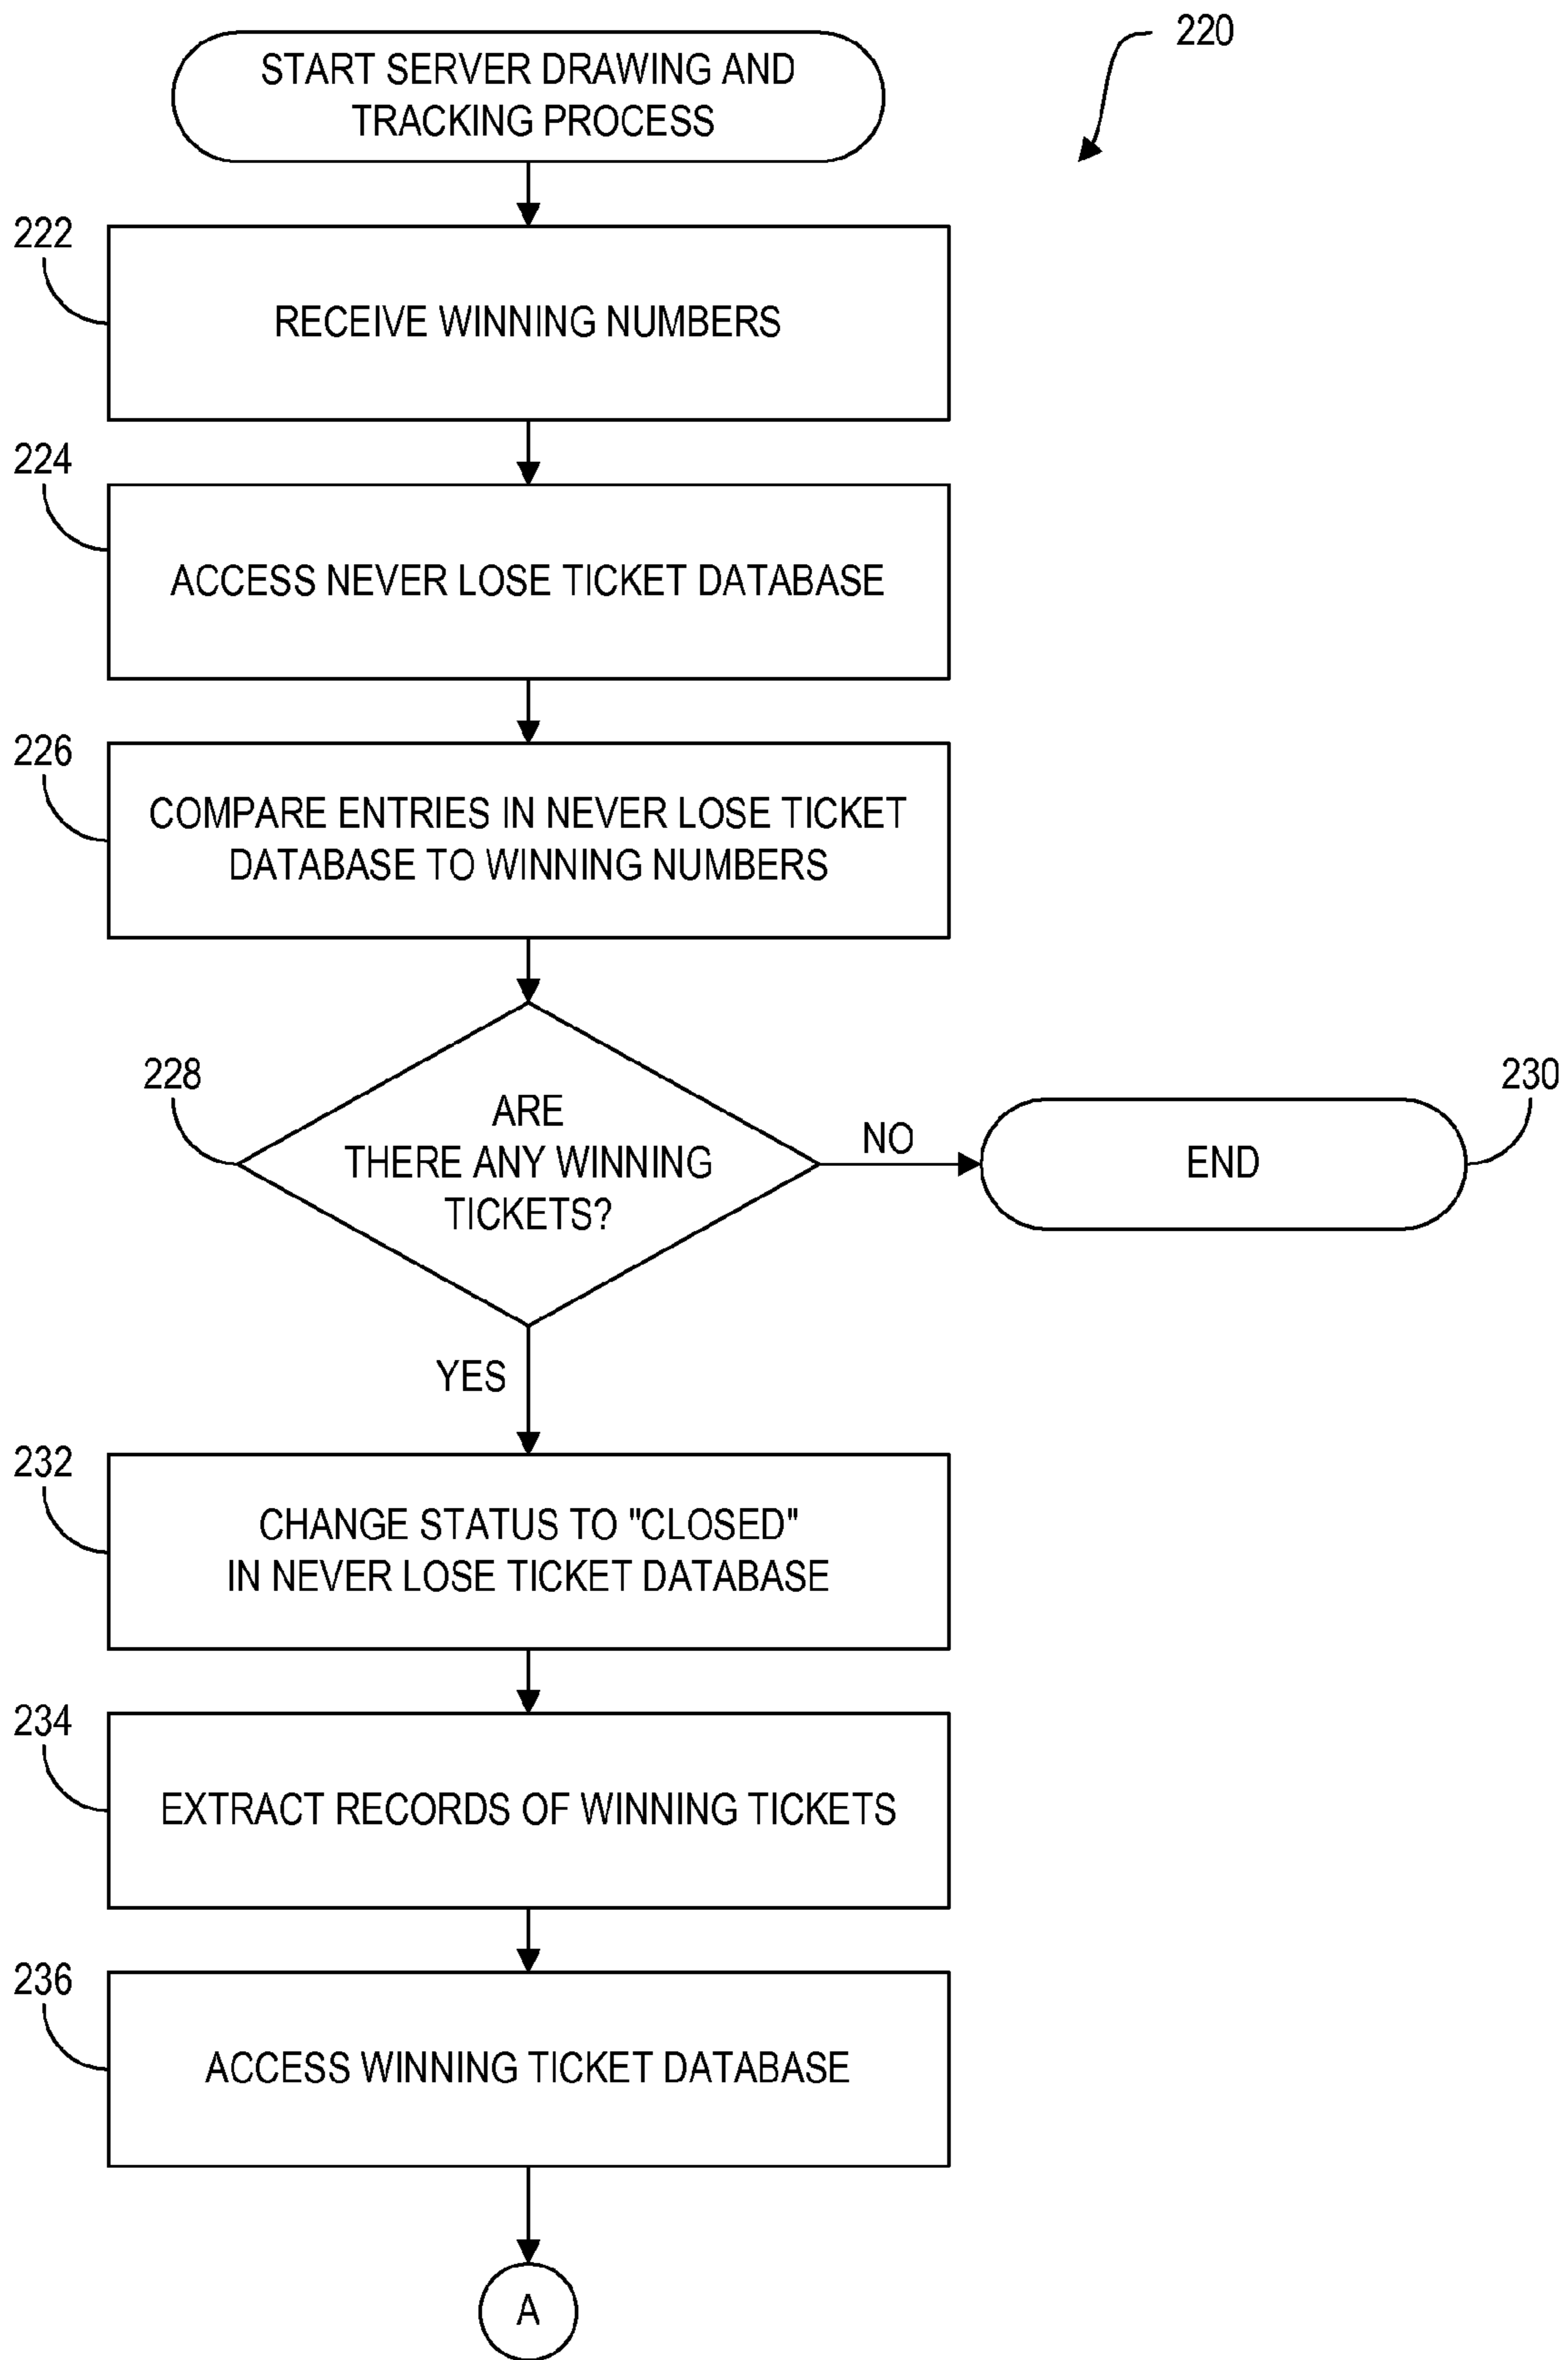 220
START SERVER DRAWING AND
TRACKING PROCESS
222
RECEIVE WINNING NUMBERS
224
ACCESS NEVER LOSE TICKET DATABASE
226
COMPARE ENTRIES IN NEVER LOSE TICKET
DATABASE TO WINNING NUMBERS
228
ARE
THERE ANY WINNING
TICKETS?
NO
230
END
YES
232
CHANGE STATUS TO "CLOSED"
IN NEVER LOSE TICKET DATABASE
234
EXTRACT RECORDS OF WINNING TICKETS
236
ACCESS WINNING TICKET DATABASE
A